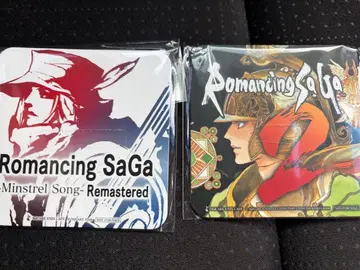 Romancing SaGa
-Minstrel Song- Remastered
Romancing SaGa